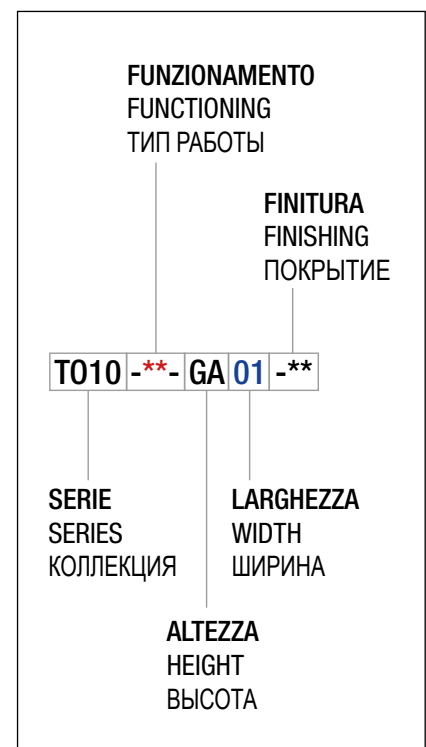 FUNZIONAMENTO
FUNCTIONING
ТИП РАБОТЫ
FINITURA
FINISHING
ПОКРЫТИЕ
TO10 -**- GA 01 -**
SERIE
SERIES
КОЛЛЕКЦИЯ
LARGHEZZA
WIDTH
ШИРИНА
ALTEZZA
HEIGHT
ВЫСОТА